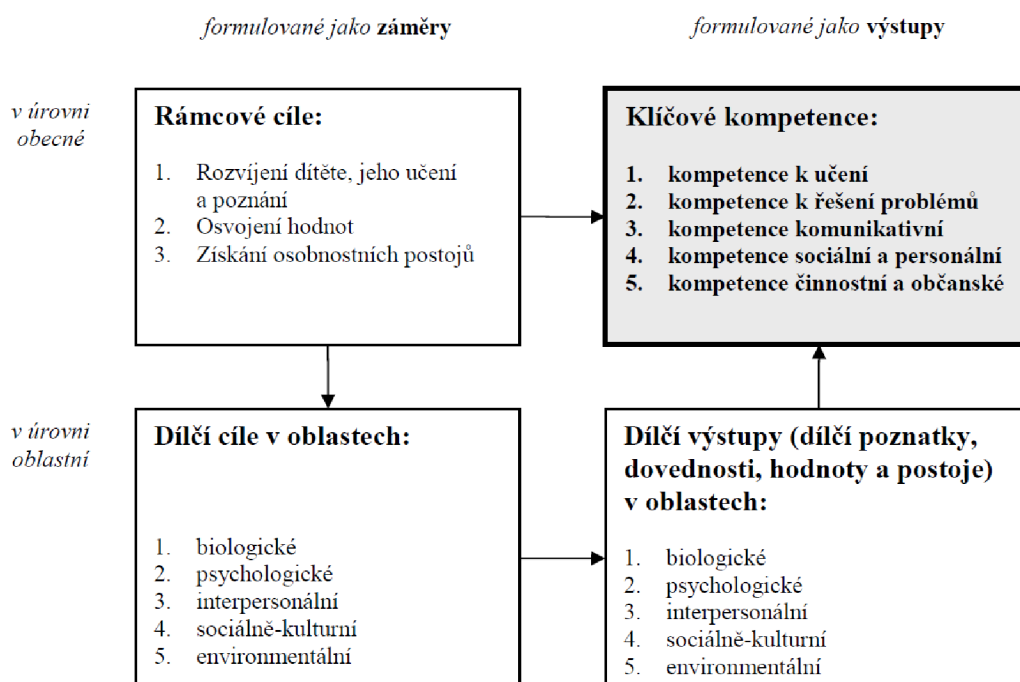 formulované jako záměry
formulované jako výstupy
v úrovni
obecné
Rámcové cíle:
1. Rozvíjení dítěte, jeho učení
a poznání
2. Osvojení hodnot
3. Získání osobnostních postojů
Klíčové kompetence:
1. kompetence k učení
2. kompetence k řešení problémů
3. kompetence komunikativní
4. kompetence sociální a personální
5. kompetence činnostní a občanské
v úrovni
oblastní
Dílčí cíle v oblastech:
1. biologické
2. psychologické
3. interpersonální
4. sociálně-kulturní
5. environmentální
Dílčí výstupy (dílčí poznatky,
dovednosti, hodnoty a postoje)
v oblastech:
1. biologické
2. psychologické
3. interpersonální
4. sociálně-kulturní
5. environmentální